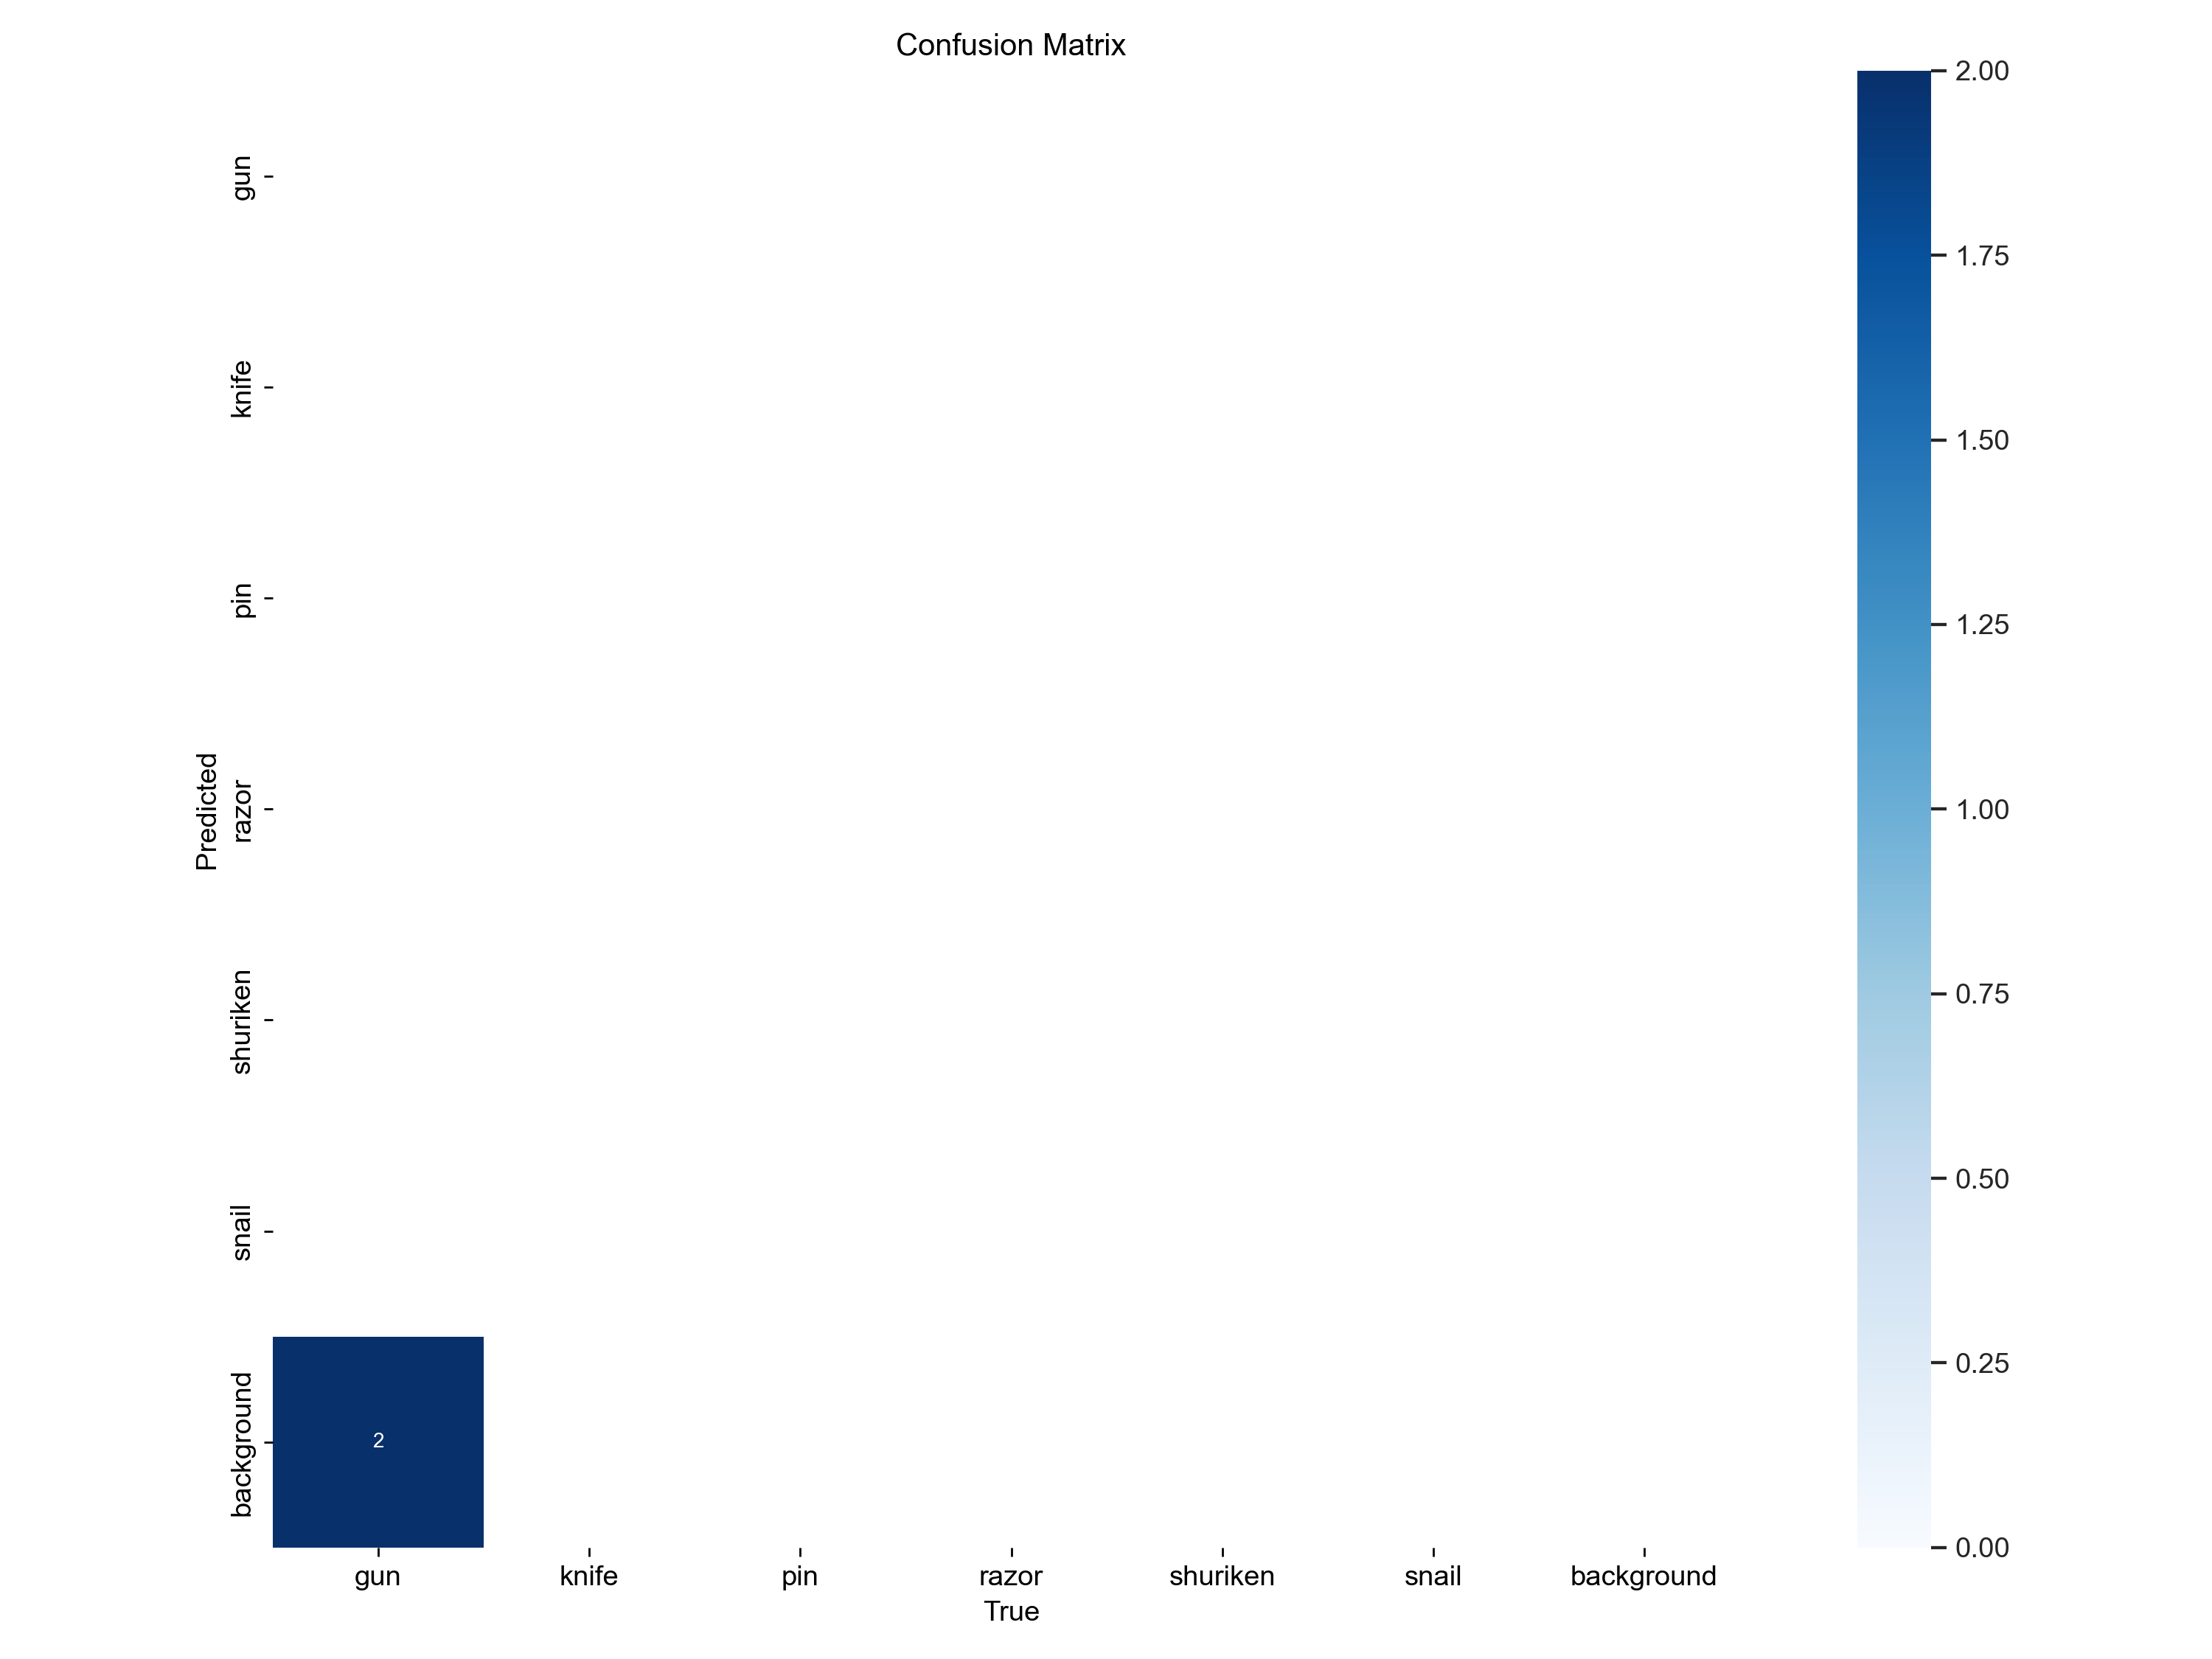 Confusion Matrix
Predicted
gun
knife
pin
razor
shuriken
snail
background
2
gun knife pin razor shuriken snail background
True
2.00
1.75
1.50
1.25
1.00
0.75
0.50
0.25
0.00